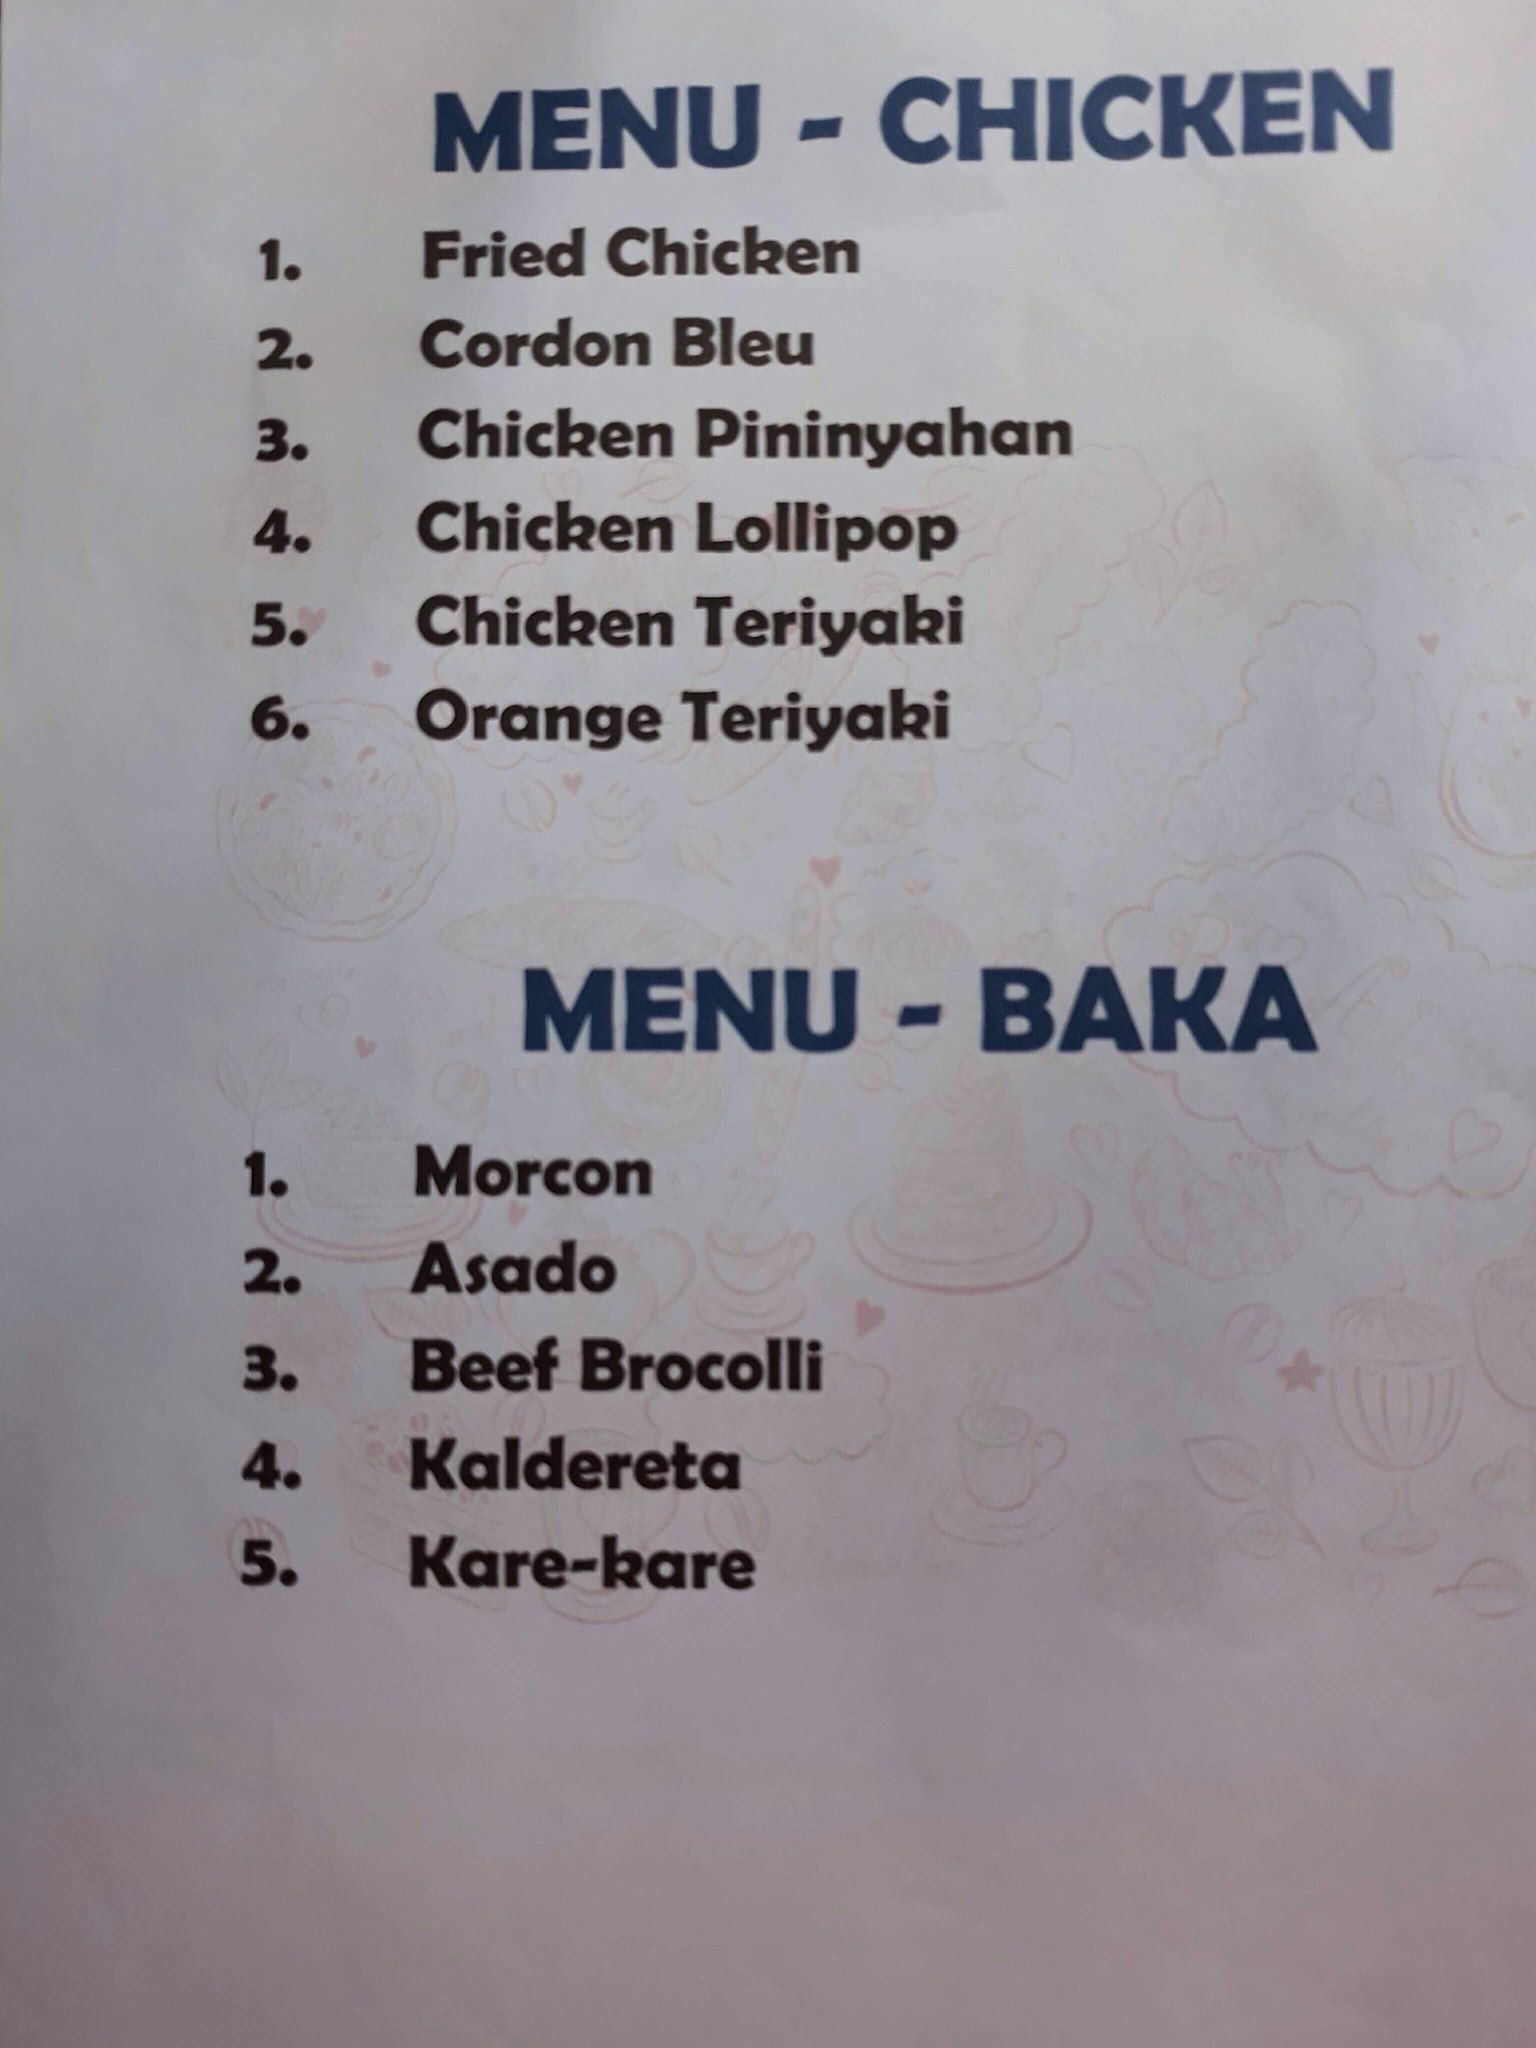 MENU - CHICKEN
1. Fried Chicken
2. Cordon Bleu
3. Chicken Pininyahan
4. Chicken Lollipop
5. Chicken Teriyaki
6. Orange Teriyaki
MENU - BAKA
1. Morcon
2. Asado
3. Beef Brocolli
4. Kaldereta
5. Kare-kare